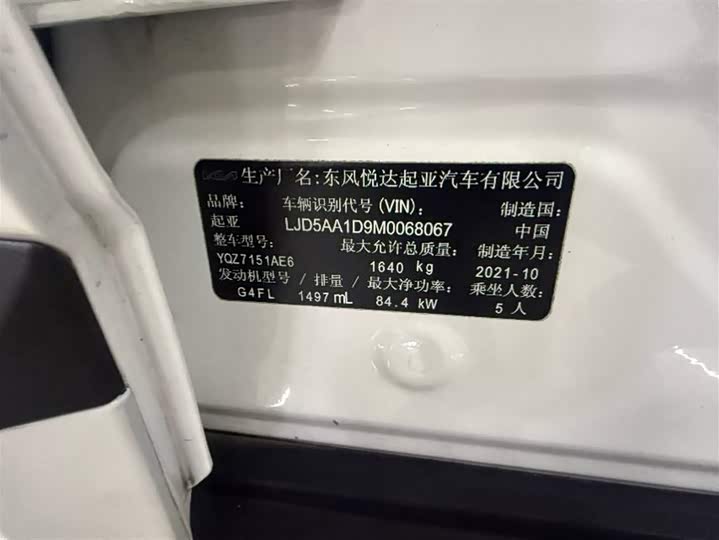 KIA 生产厂名:东风悦达起亚汽车有限公司
品牌: 车辆识别代号(VIN): 制造国:
起亚 LJD5AA1D9M0068067 中国
整车型号: 最大允许总质量: 制造年月:
YQZ7151AE6 1640 kg 2021-10
发动机型号 / 排量 / 最大净功率: 乘坐人数:
G4FL 1497 mL 84.4 kW 5 人